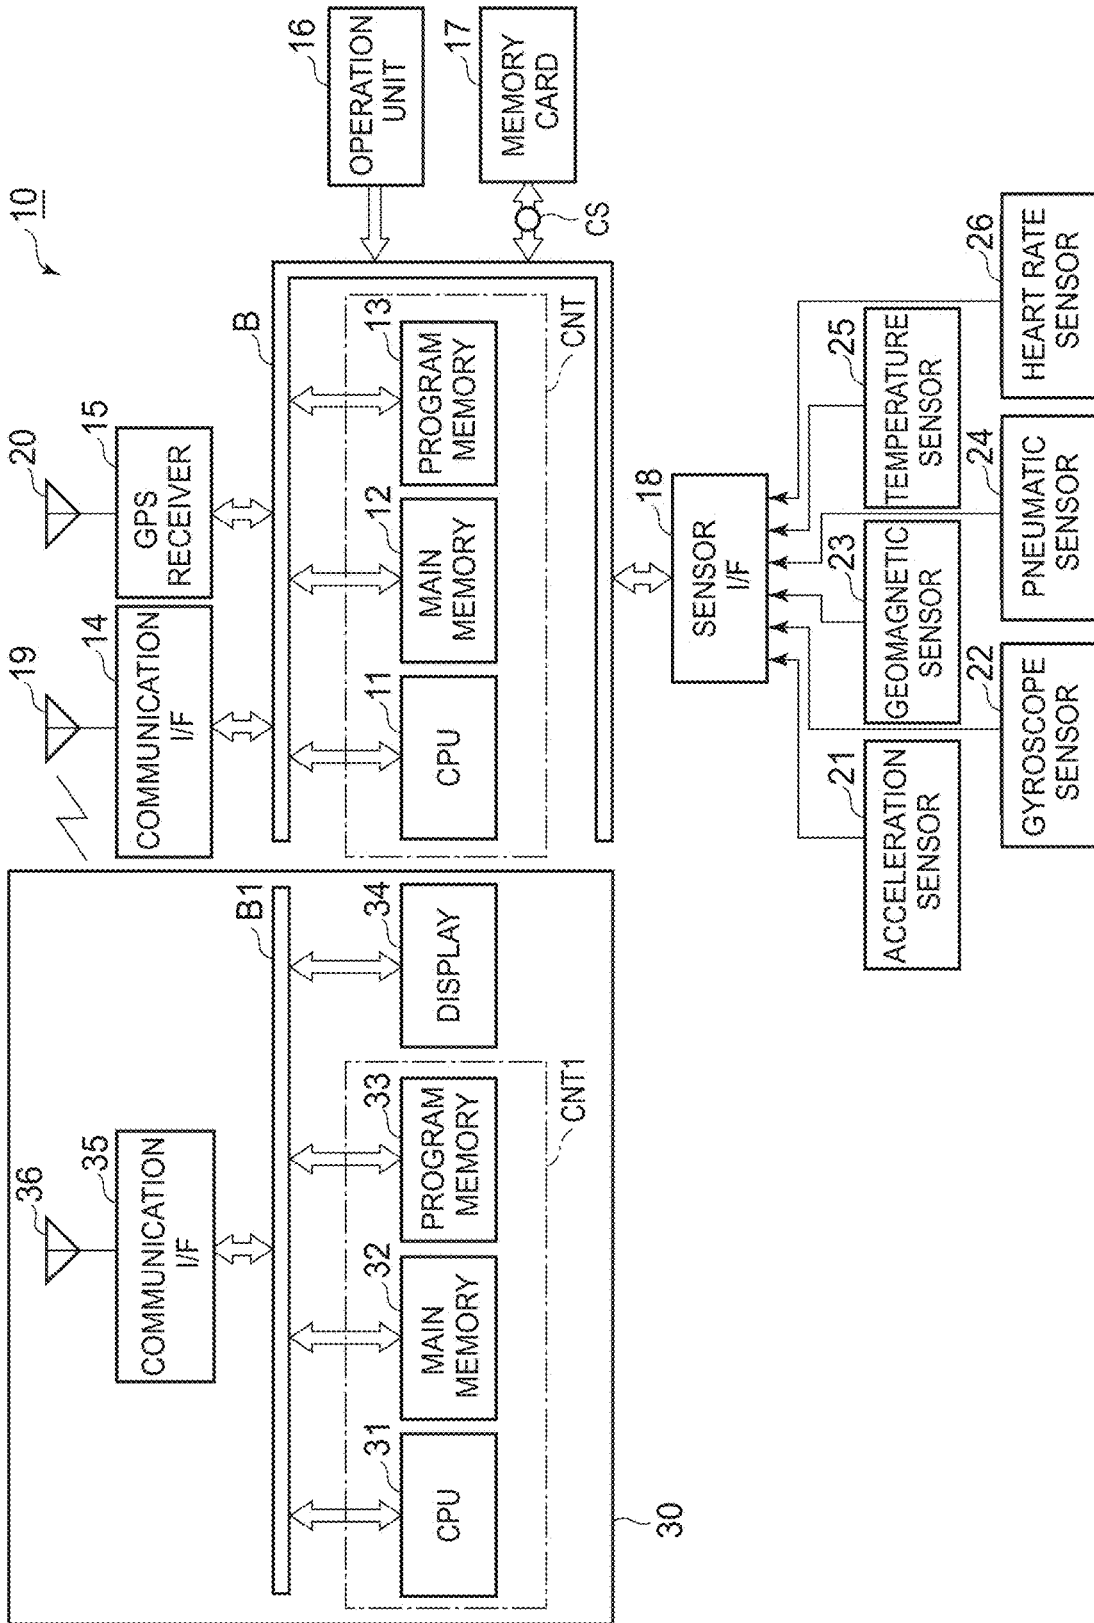 10
36
35
COMMUNICATION
I/F
B1
31
CPU
32
MAIN
MEMORY
33
PROGRAM
MEMORY
34
DISPLAY
CNT1
30
19
14
COMMUNICATION
I/F
20
15
GPS
RECEIVER
B
11
CPU
12
MAIN
MEMORY
13
PROGRAM
MEMORY
CNT
16
OPERATION
UNIT
17
MEMORY
CARD
CS
18
SENSOR
I/F
21
ACCELERATION
SENSOR
23
GEOMAGNETIC
SENSOR
25
TEMPERATURE
SENSOR
22
GYROSCOPE
SENSOR
24
PNEUMATIC
SENSOR
26
HEART RATE
SENSOR